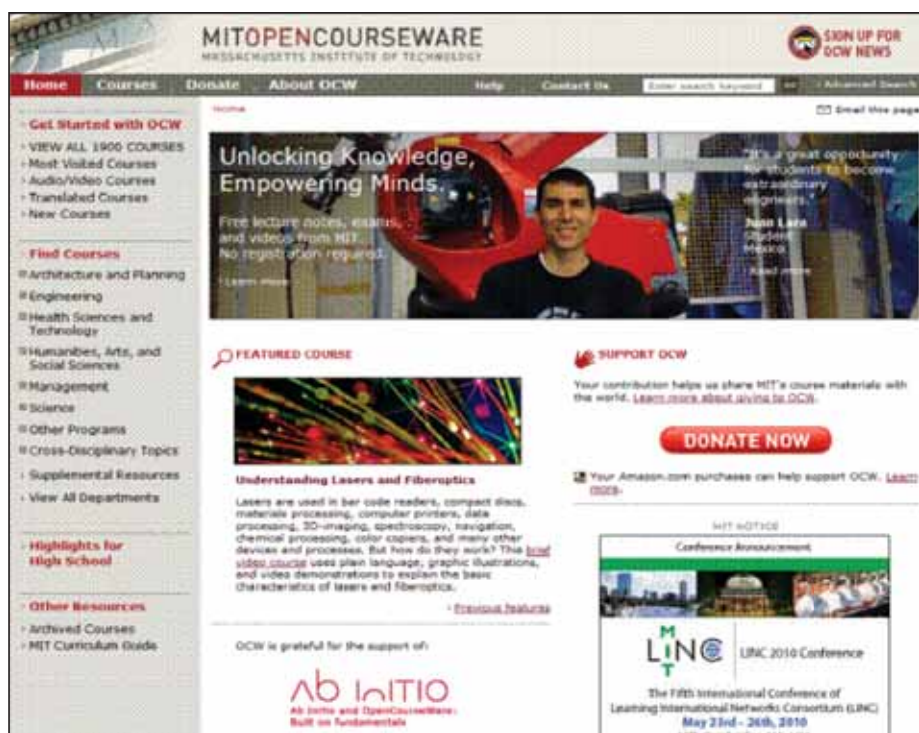 MITOPENCOURSEWARE
MASSACHUSETTS INSTITUTE OF TECHNOLOGY
SIGN UP FOR
OCW NEWS
Home Courses Donate About OCW Help Contact Us Enter search keyword Advanced Search
Home
Email this page
Get Started with OCW
VIEW ALL 1900 COURSES
Most Visited Courses
Audio/Video Courses
Translated Courses
New Courses
Find Courses
Architecture and Planning
Engineering
Health Sciences and
Technology
Humanities, Arts, and
Social Sciences
Management
Science
Other Programs
Cross-Disciplinary Topics
Supplemental Resources
View All Departments
Highlights for
High School
Other Resources
Archived Courses
MIT Curriculum Guide
Unlocking Knowledge,
Empowering Minds.
Free lecture notes, exams,
and videos from MIT.
No registration required.
Learn more
"It's a great opportunity
for students to become
extraordinary
engineers."
Juan Lara
Student
Mexico
Read more
FEATURED COURSE
Understanding Lasers and Fiberoptics
Lasers are used in bar code readers, compact discs,
materials processing, computer printers, data
processing, 3D-imaging, spectroscopy, navigation,
chemical processing, color copiers, and many other
devices and processes. But how do they work? This brief
video course uses plain language, graphic illustrations,
and video demonstrations to explain the basic
characteristics of lasers and fiberoptics.
Previous features
OCW is grateful for the support of:
Ab InITIO
Ab Initio and OpenCourseWare:
Built on fundamentals
SUPPORT OCW
Your contribution helps us share MIT's course materials with
the world. Learn more about giving to OCW.
DONATE NOW
Your Amazon.com purchases can help support OCW. Learn
more.
MIT NOTICE
Conference Announcement
MIT
LINC
LINC 2010 Conference
The Fifth International Conference of
Learning International Networks Consortium (LINC)
May 23rd - 26th, 2010